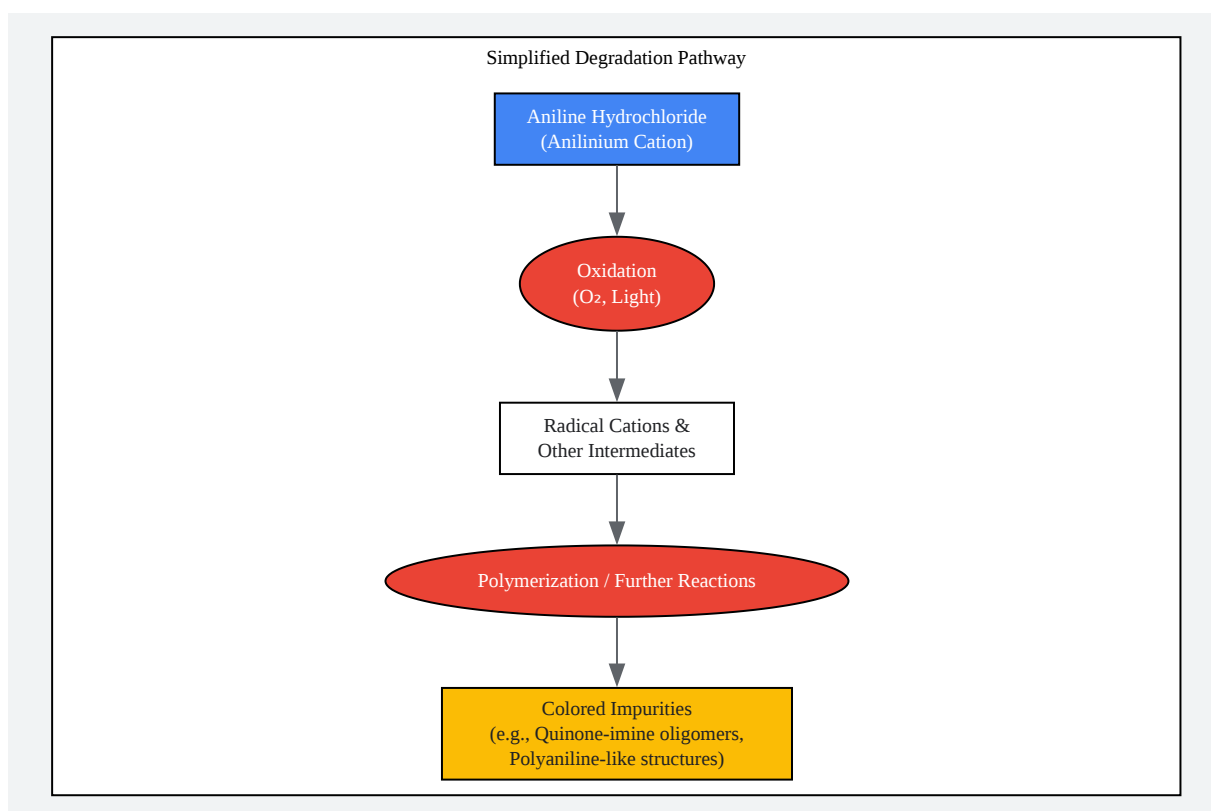 Simplified Degradation Pathway
Aniline Hydrochloride
(Anilinium Cation)
Oxidation
(O₂, Light)
Radical Cations &
Other Intermediates
Polymerization / Further Reactions
Colored Impurities
(e.g., Quinone-imine oligomers,
Polyaniline-like structures)